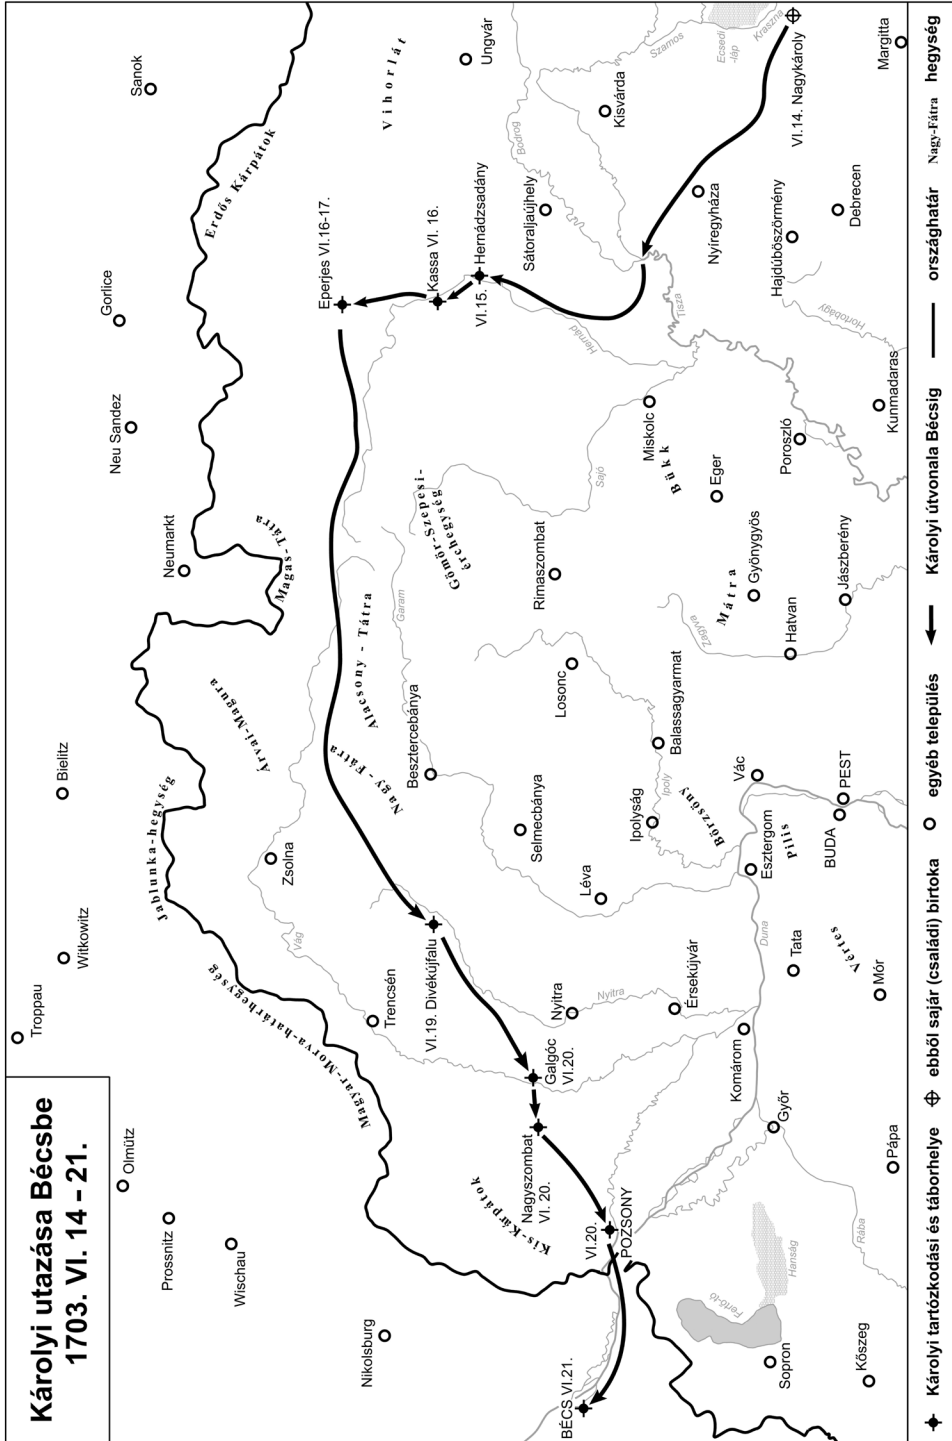 Károlyi utazása Bécsbe
1703. VI. 14 – 21.
Troppau
Witkowitz
Bielitz
Olmütz
Prossnitz
Wischau
Nikolsburg
Neumarkt
Neu Sandez
Gorlice
Sanok
Jablunka-hegység
Magyar-Morva-határhegység
Árvai-Magura
Magas-Tátra
Erdős Kárpátok
Vihorlát
Zsolna
Vág
Trencsén
Nagy-Fátra
Alacsony-Tátra
Garam
Gömör-Szepesi-
érchegység
Eperjes VI.16-17.
Kassa VI. 16.
VI.15.
Hernádzsadány
Ungvár
Sátoraljaújhely
Bodrog
Kisvárda
Szamos
Ecsedi
-láp
Kraszna
VI.14. Nagykároly
Margitta
Nyíregyháza
Hajdúböszörmény
Debrecen
Hortobágy
Tisza
Hernád
Sajó
Miskolc
Bükk
Eger
Poroszló
Kunmadaras
Rimaszombat
Mátra
Gyöngyös
Jászberény
Hatvan
Zagyva
Losonc
Balassagyarmat
Ipoly
Ipolyság
Börzsöny
Besztercebánya
Selmecbánya
Léva
Vác
PEST
BUDA
Esztergom
Pilis
Duna
Tata
Vértes
Mór
VI.19. Divékújfalu
Nyitra
Nyitra
Érsekújvár
Komárom
Galgóc
VI.20.
Nagyszombat
VI. 20.
Kis-Kárpátok
VI.20.
POZSONY
Győr
Pápa
Rába
Hanság
Fertő-tó
Sopron
Kőszeg
BÉCS VI.21.
Károlyi tartózkodási és táborhelye
ebből sajár (családi) birtoka
egyéb település
Károlyi útvonala Bécsig
országhatár
Nagy-Fátra hegység